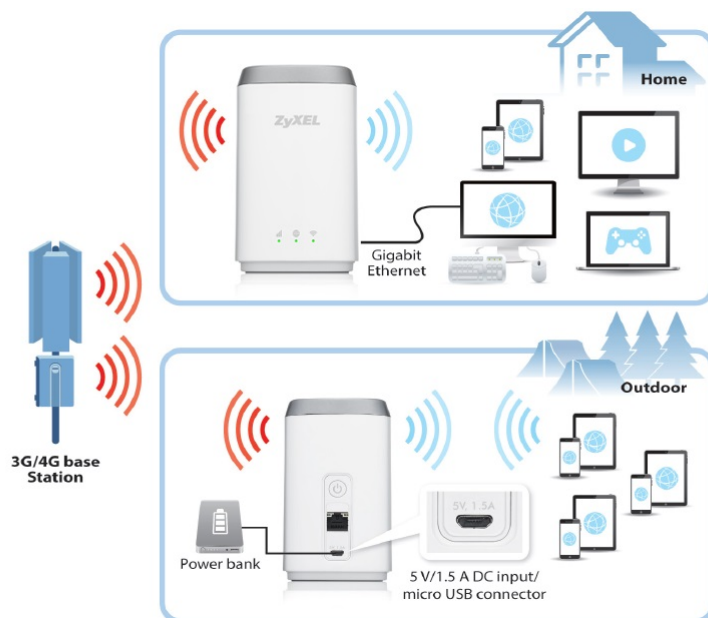 Home
ZyXEL
Gigabit
Ethernet
3G/4G base
Station
Outdoor
5V, 1.5A
Power bank
5 V/1.5 A DC input/
micro USB connector